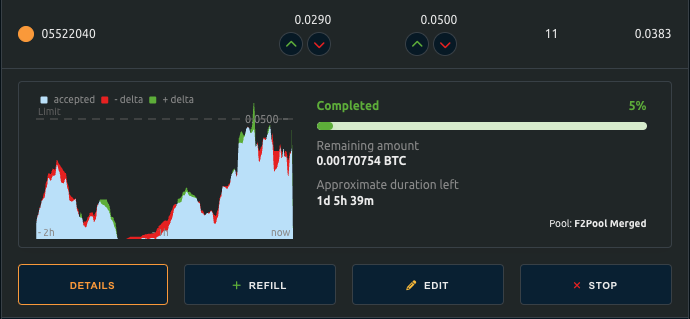 0.0290 0.0500
05522040 11 0.0383
accepted - delta + delta
Limit
0.0500
- 2h now
Completed 5%
Remaining amount
0.00170754 BTC
Approximate duration left
1d 5h 39m
Pool: F2Pool Merged
DETAILS + REFILL EDIT × STOP